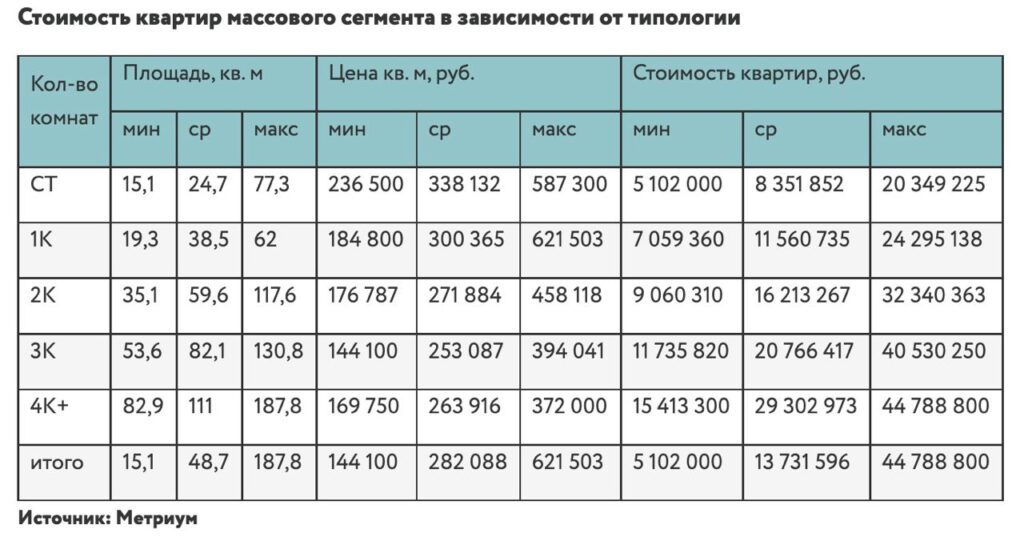 Стоимость квартир массового сегмента в зависимости от типологии
Кол-во комнат Площадь, кв. м Цена кв. м, руб. Стоимость квартир, руб.
мин ср макс мин ср макс мин ср макс
СТ 15,1 24,7 77,3 236 500 338 132 587 300 5 102 000 8 351 852 20 349 225
1К 19,3 38,5 62 184 800 300 365 621 503 7 059 360 11 560 735 24 295 138
2К 35,1 59,6 117,6 176 787 271 884 458 118 9 060 310 16 213 267 32 340 363
3К 53,6 82,1 130,8 144 100 253 087 394 041 11 735 820 20 766 417 40 530 250
4К+ 82,9 111 187,8 169 750 263 916 372 000 15 413 300 29 302 973 44 788 800
итого 15,1 48,7 187,8 144 100 282 088 621 503 5 102 000 13 731 596 44 788 800
Источник: Метриум